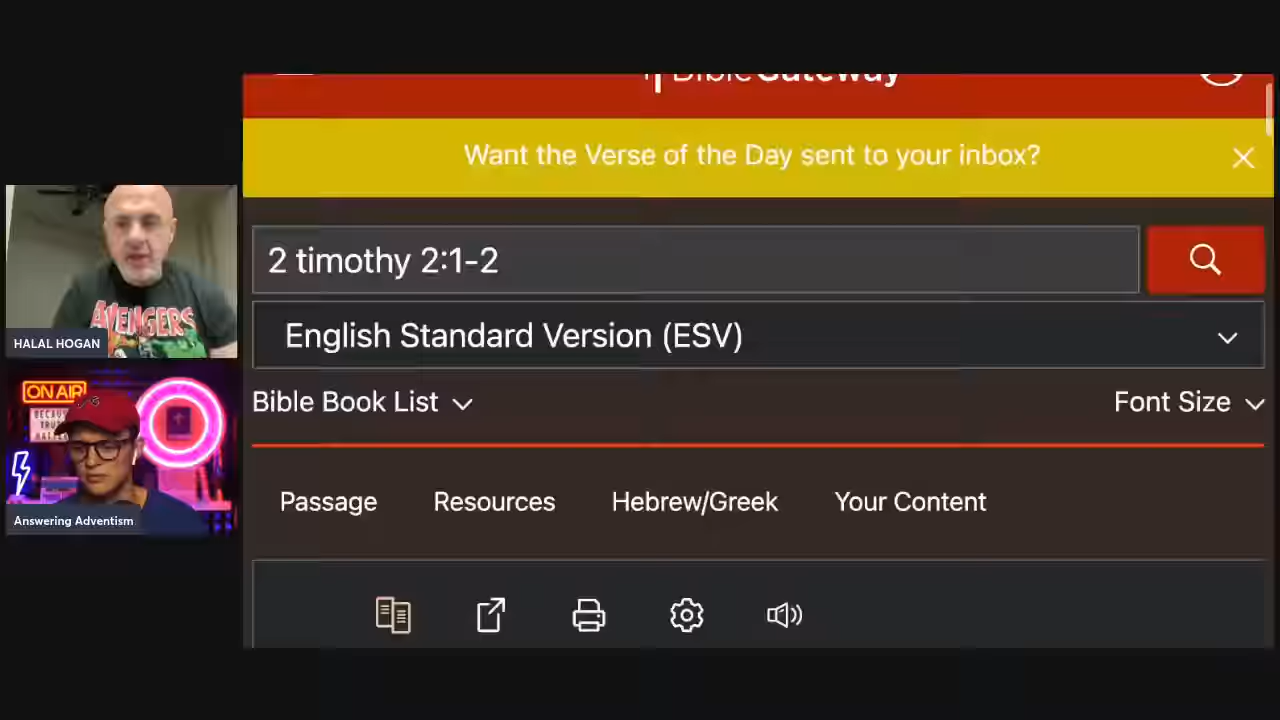 BibleGateway
Want the Verse of the Day sent to your inbox?
2 timothy 2:1-2
English Standard Version (ESV)
Bible Book List
Font Size
Passage
Resources
Hebrew/Greek
Your Content
AVENGERS
HALAL HOGAN
ON AIR
Answering Adventism